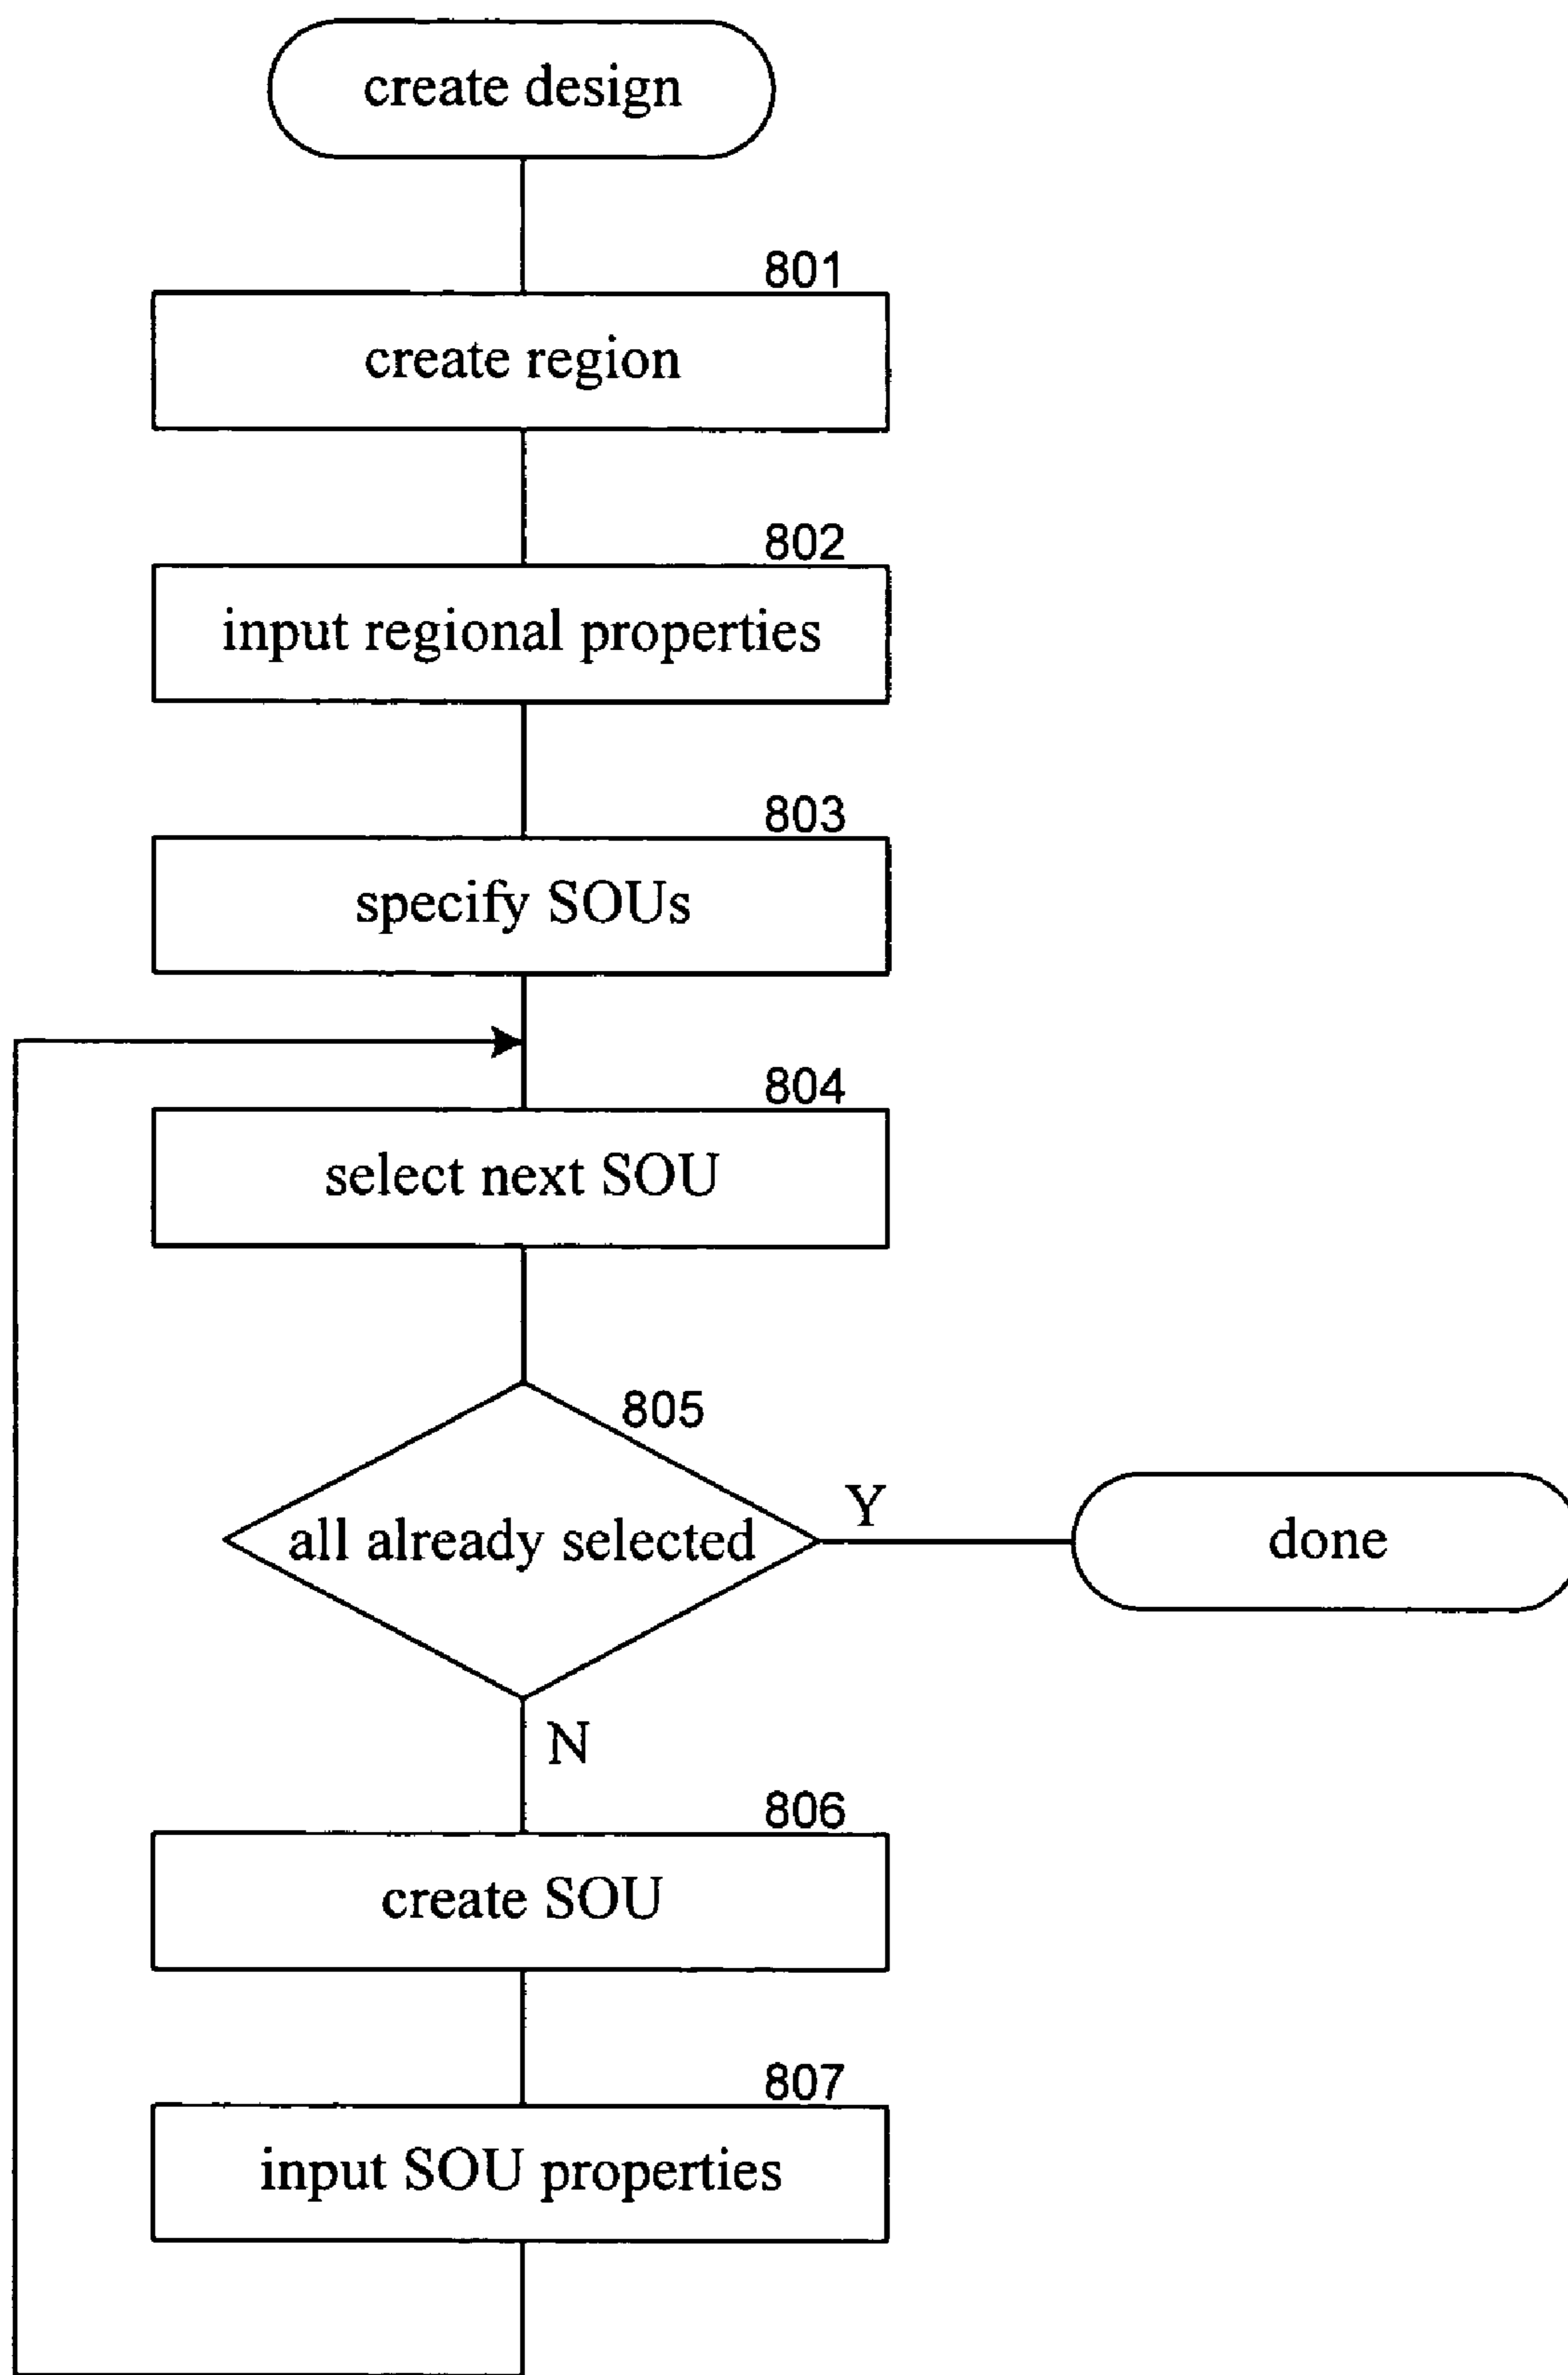 create design
801
create region
802
input regional properties
803
specify SOUs
804
select next SOU
805
all already selected
Y
done
N
806
create SOU
807
input SOU properties